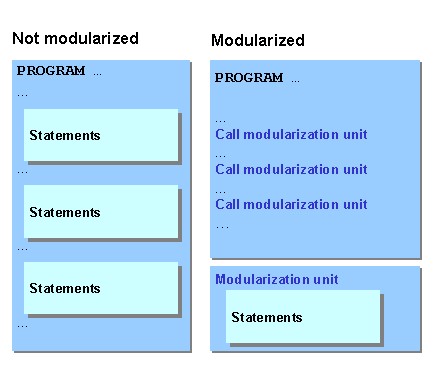 Not modularized
PROGRAM ...
...
Statements
...
Statements
...
Statements
...
Modularized
PROGRAM ...
...
Call modularization unit
...
Call modularization unit
...
Call modularization unit
...
Modularization unit
Statements